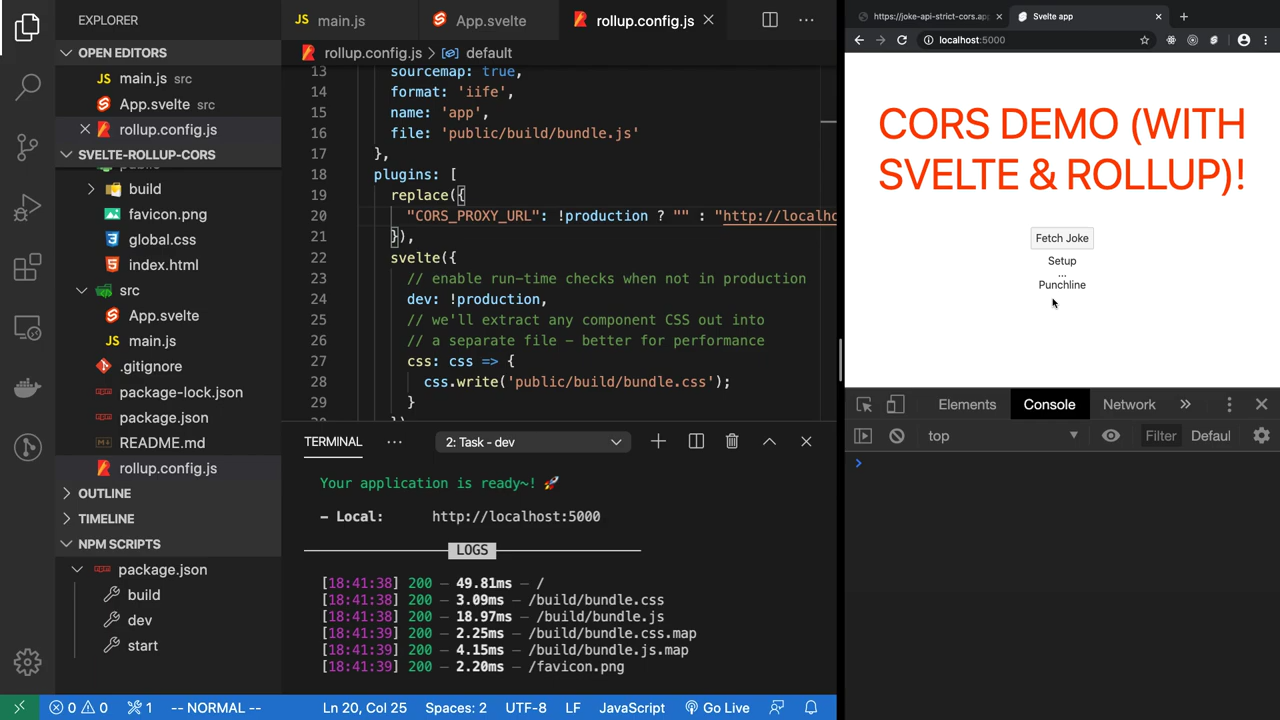 EXPLORER
OPEN EDITORS
JS main.js src
App.svelte src
rollup.config.js
SVELTE-ROLLUP-CORS
build
favicon.png
global.css
index.html
src
App.svelte
JS main.js
.gitignore
package-lock.json
package.json
README.md
rollup.config.js
OUTLINE
TIMELINE
NPM SCRIPTS
package.json
build
dev
start
JS main.js
App.svelte
rollup.config.js
rollup.config.js > default
13 sourcemap: true,
14 format: 'iife',
15 name: 'app',
16 file: 'public/build/bundle.js'
17 },
18 plugins: [
19 replace({
20 "CORS_PROXY_URL": !production ? "" : "http://localho
21 }),
22 svelte({
23 // enable run-time checks when not in production
24 dev: !production,
25 // we'll extract any component CSS out into
26 // a separate file - better for performance
27 css: css => {
28 css.write('public/build/bundle.css');
29 }
TERMINAL ... 2: Task - dev
Your application is ready~! 🚀
- Local: http://localhost:5000
LOGS
[18:41:38] 200 — 49.81ms — /
[18:41:38] 200 — 3.09ms — /build/bundle.css
[18:41:38] 200 — 18.97ms — /build/bundle.js
[18:41:39] 200 — 2.25ms — /build/bundle.css.map
[18:41:39] 200 — 4.15ms — /build/bundle.js.map
[18:41:39] 200 — 2.20ms — /favicon.png
0 0 1 -- NORMAL -- Ln 20, Col 25 Spaces: 2 UTF-8 LF JavaScript Go Live
https://joke-api-strict-cors.app
Svelte app
localhost:5000
CORS DEMO (WITH
SVELTE & ROLLUP)!
Fetch Joke
Setup
...
Punchline
Elements Console Network
top Filter Defaul